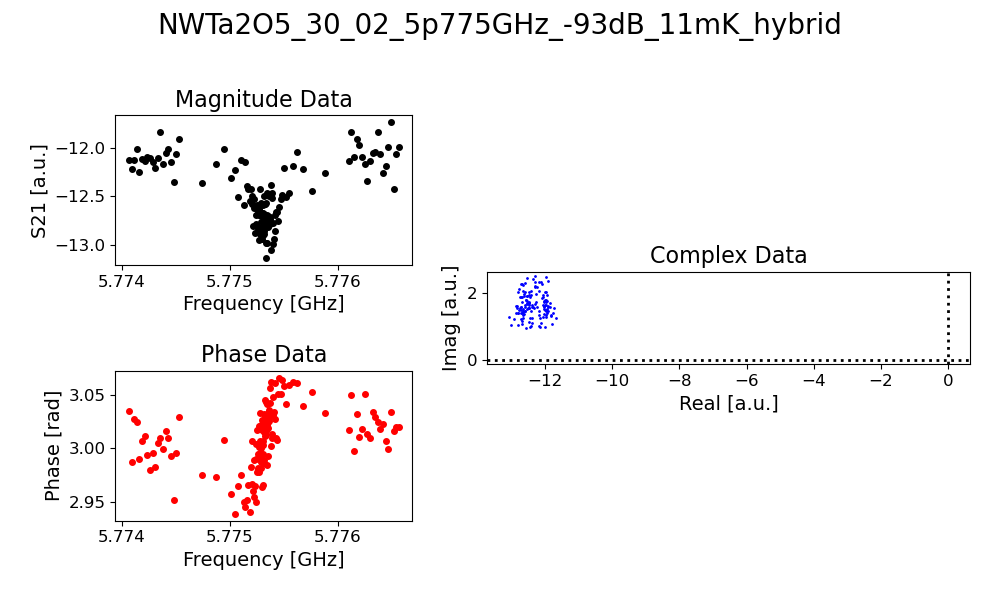 NWTa2O5_30_02_5p775GHz_-93dB_11mK_hybrid
Magnitude Data
S21 [a.u.]
−12.0
−12.5
−13.0
5.774 5.775 5.776
Frequency [GHz]
Phase Data
Phase [rad]
3.05
3.00
2.95
5.774 5.775 5.776
Frequency [GHz]
Complex Data
Imag [a.u.]
2
0
−12 −10 −8 −6 −4 −2 0
Real [a.u.]